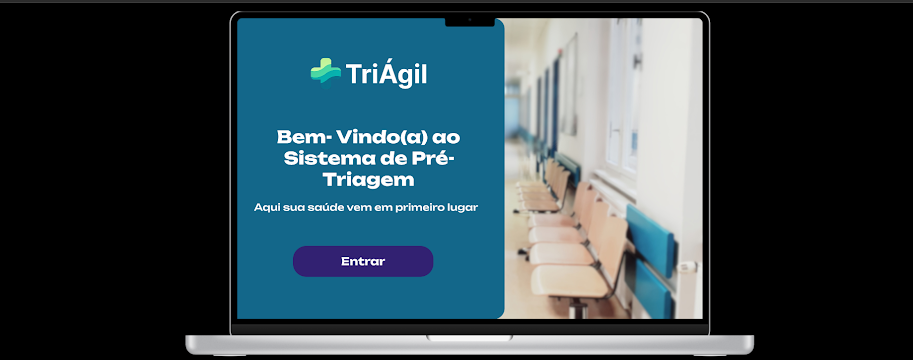 TriÁgil
Bem- Vindo(a) ao
Sistema de Pré-
Triagem
Aqui sua saúde vem em primeiro lugar
Entrar